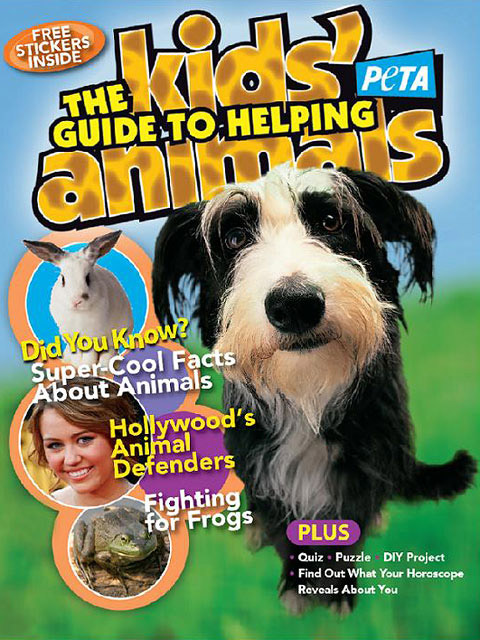 FREE
STICKERS
INSIDE
THE kids'
PETA
GUIDE TO HELPING
animals
Did You Know?
Super-Cool Facts
About Animals
Hollywood's
Animal
Defenders
Fighting
for Frogs
PLUS
• Quiz • Puzzle • DIY Project
• Find Out What Your Horoscope
Reveals About You